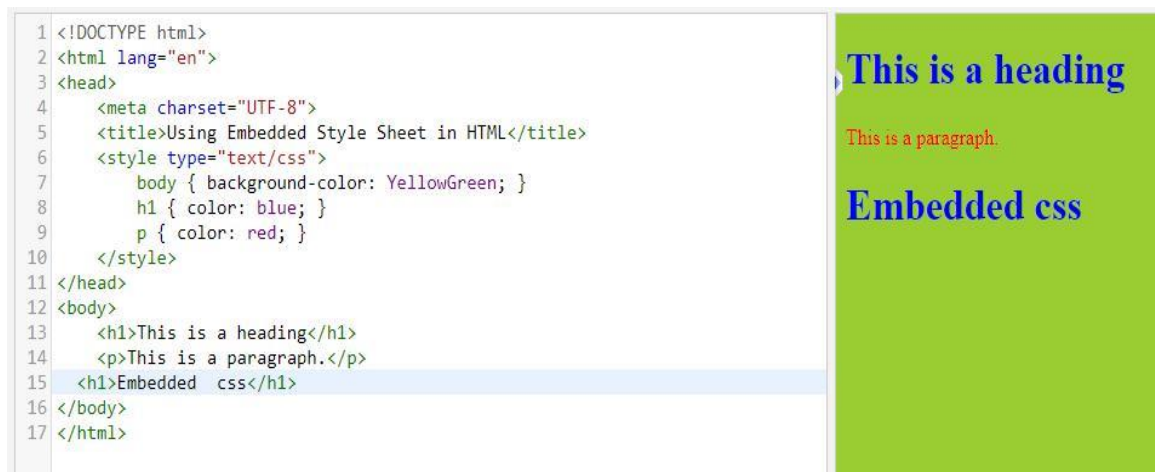 1 <!DOCTYPE html>
2 <html lang="en">
3 <head>
4     <meta charset="UTF-8">
5     <title>Using Embedded Style Sheet in HTML</title>
6     <style type="text/css">
7         body { background-color: YellowGreen; }
8         h1 { color: blue; }
9         p { color: red; }
10     </style>
11 </head>
12 <body>
13     <h1>This is a heading</h1>
14     <p>This is a paragraph.</p>
15   <h1>Embedded  css</h1>
16 </body>
17 </html>
This is a heading
This is a paragraph.
Embedded css